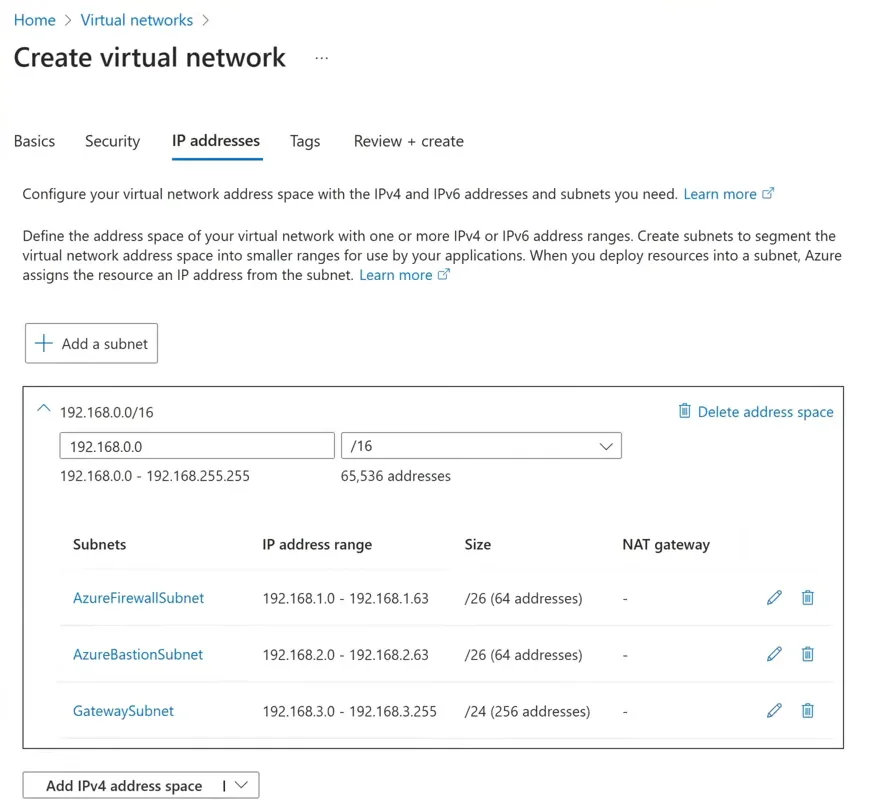 Home > Virtual networks >
Create virtual network ...
Basics Security IP addresses Tags Review + create
Configure your virtual network address space with the IPv4 and IPv6 addresses and subnets you need. Learn more
Define the address space of your virtual network with one or more IPv4 or IPv6 address ranges. Create subnets to segment the
virtual network address space into smaller ranges for use by your applications. When you deploy resources into a subnet, Azure
assigns the resource an IP address from the subnet. Learn more
+ Add a subnet
192.168.0.0/16 Delete address space
192.168.0.0 /16
192.168.0.0 - 192.168.255.255 65,536 addresses
Subnets IP address range Size NAT gateway
AzureFirewallSubnet 192.168.1.0 - 192.168.1.63 /26 (64 addresses) -
AzureBastionSubnet 192.168.2.0 - 192.168.2.63 /26 (64 addresses) -
GatewaySubnet 192.168.3.0 - 192.168.3.255 /24 (256 addresses) -
Add IPv4 address space |